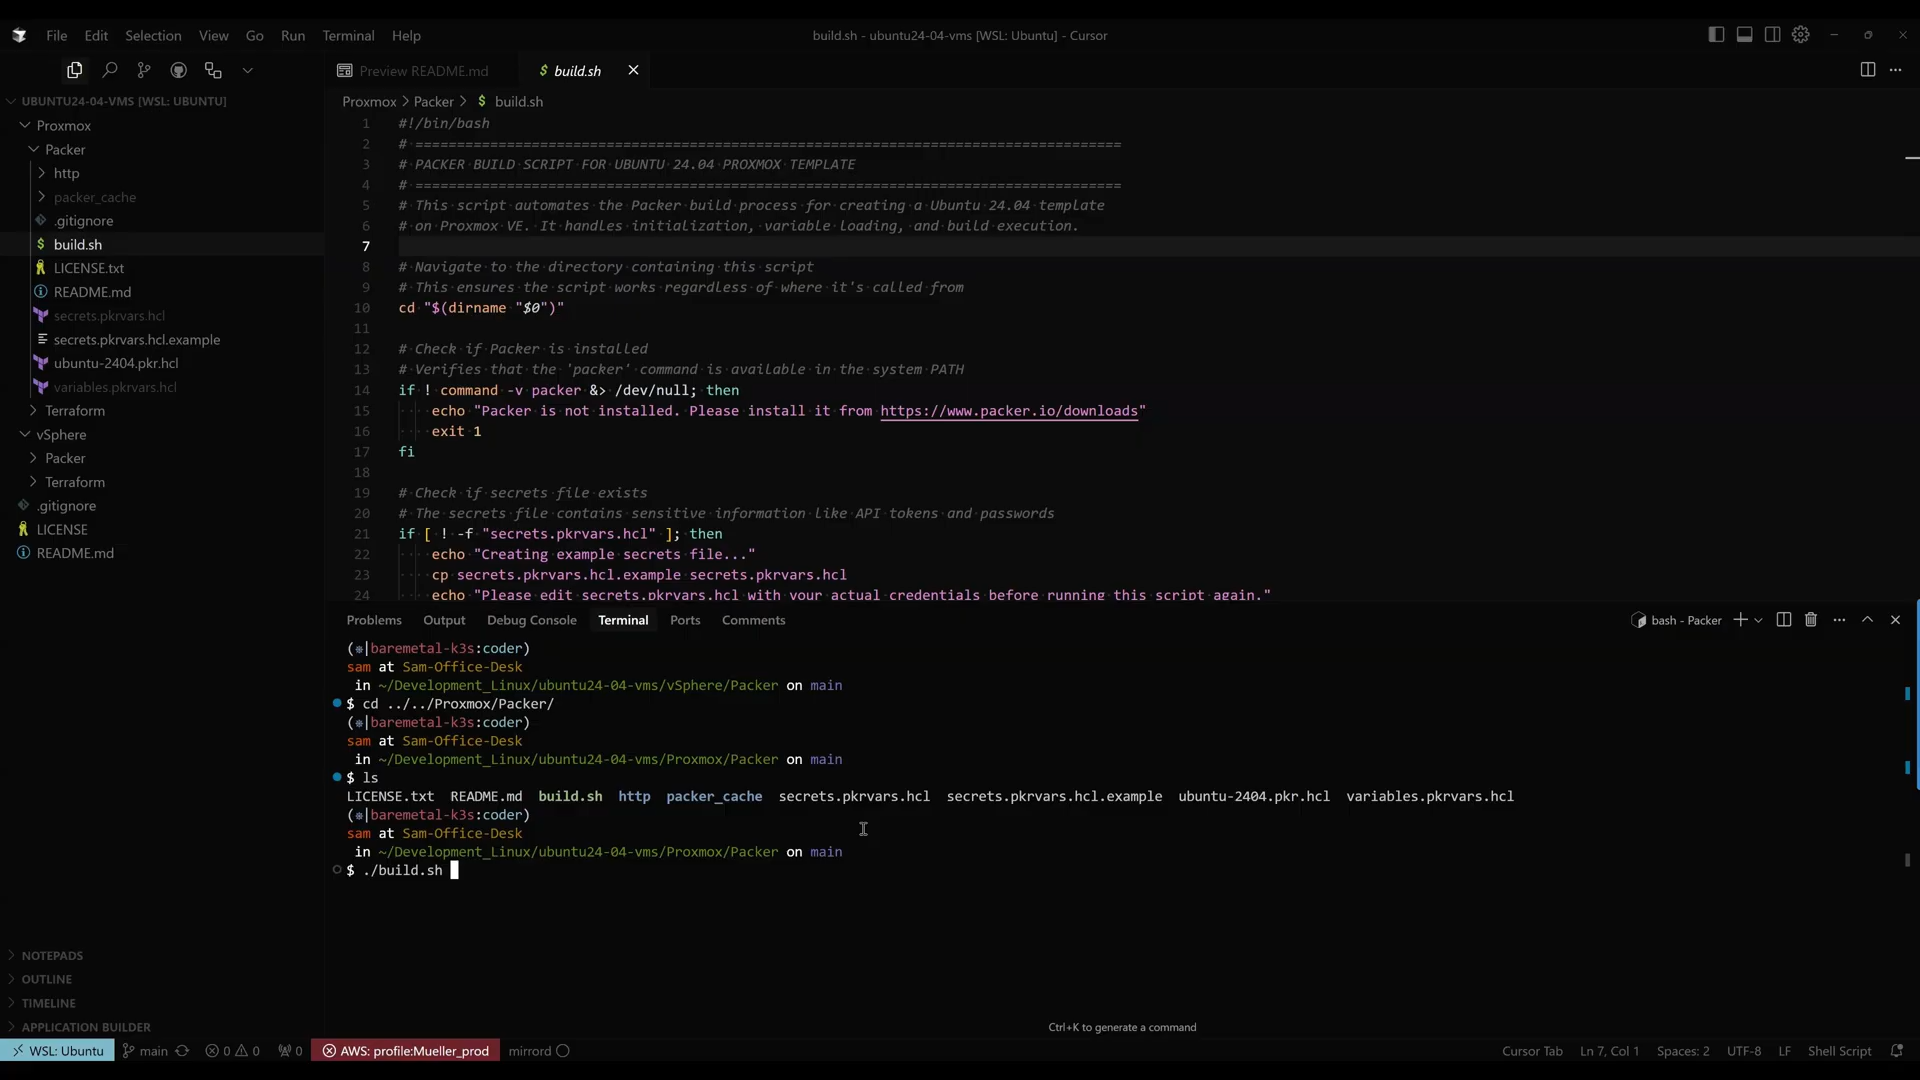 File Edit Selection View Go Run Terminal Help
build.sh - ubuntu24-04-vms [WSL: Ubuntu] - Cursor
Preview README.md
$ build.sh
UBUNTU24-04-VMS [WSL: UBUNTU]
Proxmox
Packer
http
packer_cache
.gitignore
$ build.sh
LICENSE.txt
README.md
secrets.pkrvars.hcl
secrets.pkrvars.hcl.example
ubuntu-2404.pkr.hcl
variables.pkrvars.hcl
Terraform
vSphere
Packer
Terraform
.gitignore
LICENSE
README.md
NOTEPADS
OUTLINE
TIMELINE
APPLICATION BUILDER
Proxmox > Packer > $ build.sh
1 #!/bin/bash
2 # =====================================================================================
3 # PACKER BUILD SCRIPT FOR UBUNTU 24.04 PROXMOX TEMPLATE
4 # =====================================================================================
5 # This script automates the Packer build process for creating a Ubuntu 24.04 template
6 # on Proxmox VE. It handles initialization, variable loading, and build execution.
7
8 # Navigate to the directory containing this script
9 # This ensures the script works regardless of where it's called from
10 cd "$(dirname "$0")"
11
12 # Check if Packer is installed
13 # Verifies that the 'packer' command is available in the system PATH
14 if ! command -v packer &> /dev/null; then
15 echo "Packer is not installed. Please install it from https://www.packer.io/downloads"
16 exit 1
17 fi
18
19 # Check if secrets file exists
20 # The secrets file contains sensitive information like API tokens and passwords
21 if [ ! -f "secrets.pkrvars.hcl" ]; then
22 echo "Creating example secrets file..."
23 cp secrets.pkrvars.hcl.example secrets.pkrvars.hcl
24 echo "Please edit secrets.pkrvars.hcl with your actual credentials before running this script again."
Problems Output Debug Console Terminal Ports Comments
bash - Packer
(⎈|baremetal-k3s:coder)
sam at Sam-Office-Desk
in ~/Development_Linux/ubuntu24-04-vms/vSphere/Packer on main
$ cd ../../Proxmox/Packer/
(⎈|baremetal-k3s:coder)
sam at Sam-Office-Desk
in ~/Development_Linux/ubuntu24-04-vms/Proxmox/Packer on main
$ ls
LICENSE.txt README.md build.sh http packer_cache secrets.pkrvars.hcl secrets.pkrvars.hcl.example ubuntu-2404.pkr.hcl variables.pkrvars.hcl
(⎈|baremetal-k3s:coder)
sam at Sam-Office-Desk
in ~/Development_Linux/ubuntu24-04-vms/Proxmox/Packer on main
$ ./build.sh
Ctrl+K to generate a command
WSL: Ubuntu main 0 0 0 AWS: profile:Mueller_prod mirrord
Cursor Tab Ln 7, Col 1 Spaces: 2 UTF-8 LF Shell Script